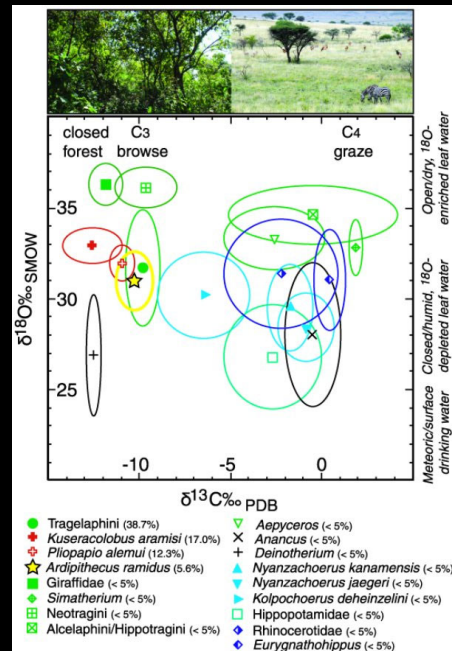 closed forest
C3 browse
C4 graze
35
30
25
-10
-5
0
δ18O‰SMOW
δ13C‰PDB
Open/dry, 18O-
enriched leaf water
Closed/humid, 18O-
depleted leaf water
Meteoric/surface
drinking water
Tragelaphini (38.7%)
Kuseracolobus aramisi (17.0%)
Pliopapio alemui (12.3%)
Ardipithecus ramidus (5.6%)
Giraffidae (< 5%)
Simatherium (< 5%)
Neotragini (< 5%)
Alcelaphini/Hippotragini (< 5%)
Aepyceros (< 5%)
Anancus (< 5%)
Deinotherium (< 5%)
Nyanzachoerus kanamensis (< 5%)
Nyanzachoerus jaegeri (< 5%)
Kolpochoerus deheinzelini (< 5%)
Hippopotamidae (< 5%)
Rhinocerotidae (< 5%)
Eurygnathohippus (< 5%)